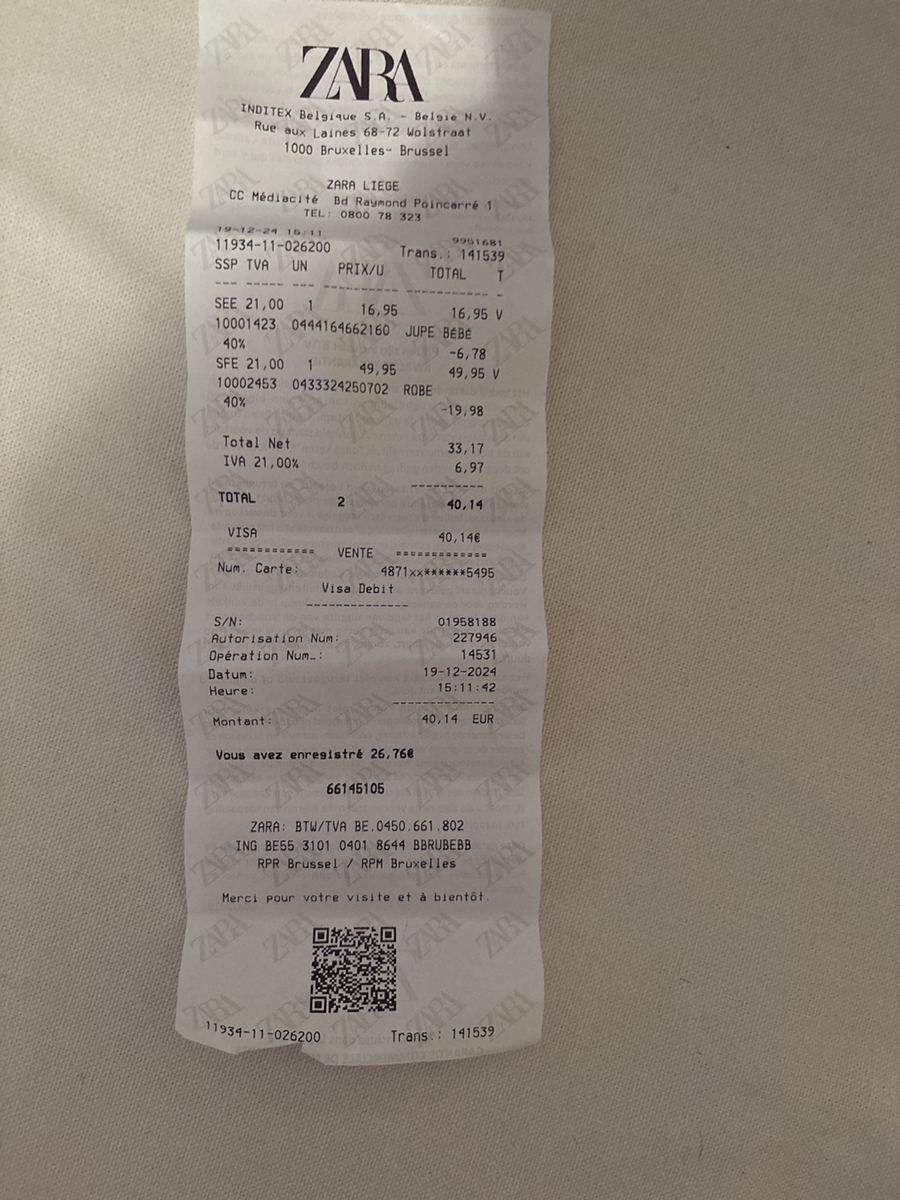 ZARA
INDITEX Belgique S.A. - Belgie N.V.
Rue aux Laines 68-72 Wolstraat
1000 Bruxelles- Brussel
ZARA LIEGE
CC Médiacité Bd Raymond Poincarré 1
TEL: 0800 78 323
19-12-24 15:11 9951681
11934-11-026200 Trans.: 141539
SSP TVA UN PRIX/U TOTAL T
--- --- --- ---------- ---------- -
SEE 21,00 1 16,95 16,95 V
10001423 0444164662160 JUPE BÉBÉ
40% -6,78
SFE 21,00 1 49,95 49,95 V
10002453 0433324250702 ROBE
40% -19,98
Total Net 33,17
IVA 21,00% 6,97
----------
TOTAL 2 40,14
VISA 40,14€
============ VENTE ============
Num. Carte: 4871xx******5495
Visa Debit
--------------
S/N: 01958188
Autorisation Num: 227946
Opération Num.: 14531
Datum: 19-12-2024
Heure: 15:11:42
--------------
Montant: 40,14 EUR
Vous avez enregistré 26,76€
66145105
ZARA: BTW/TVA BE.0450.661.802
ING BE55 3101 0401 8644 BBRUBEBB
RPR Brussel / RPM Bruxelles
Merci pour votre visite et à bientôt.
11934-11-026200 Trans.: 141539